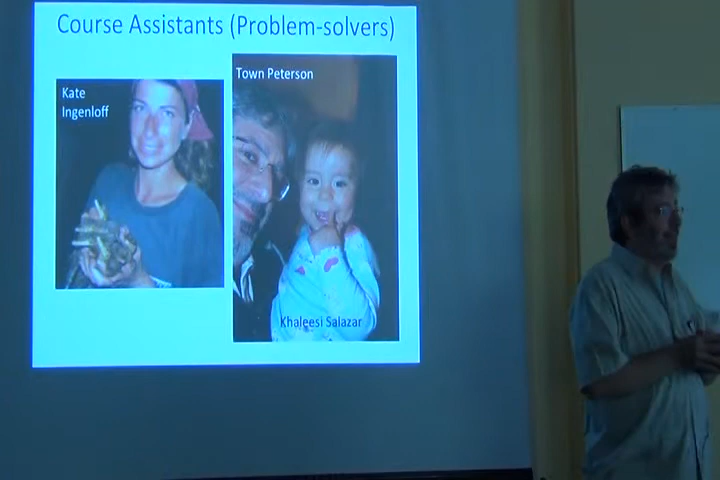 Course Assistants (Problem-solvers)
Kate
Ingenloff
Town Peterson
Khaleesi Salazar